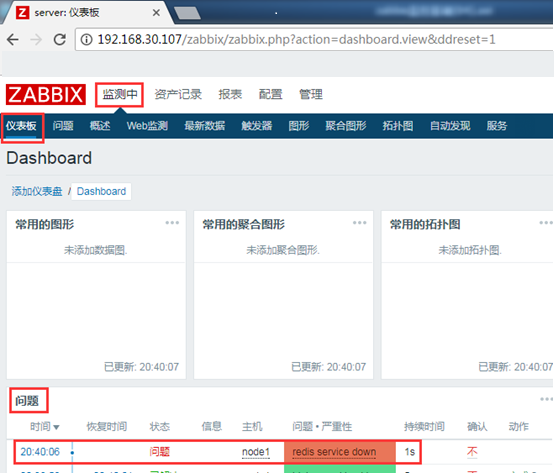 server: 仪表板
192.168.30.107/zabbix/zabbix.php?action=dashboard.view&ddreset=1
ZABBIX 监测中 资产记录 报表 配置 管理
仪表板 问题 概述 Web监测 最新数据 触发器 图形 聚合图形 拓扑图 自动发现 服务
Dashboard
添加仪表盘 / Dashboard
常用的图形 常用的聚合图形 常用的拓扑图
未添加数据图. 未添加聚合图形. 未添加拓扑图.
已更新: 20:40:07 已更新: 20:40:07 已更新: 20:40:07
问题
时间 恢复时间 状态 信息 主机 问题 • 严重性 持续时间 确认 动作
20:40:06 问题 node1 redis service down 1s 不